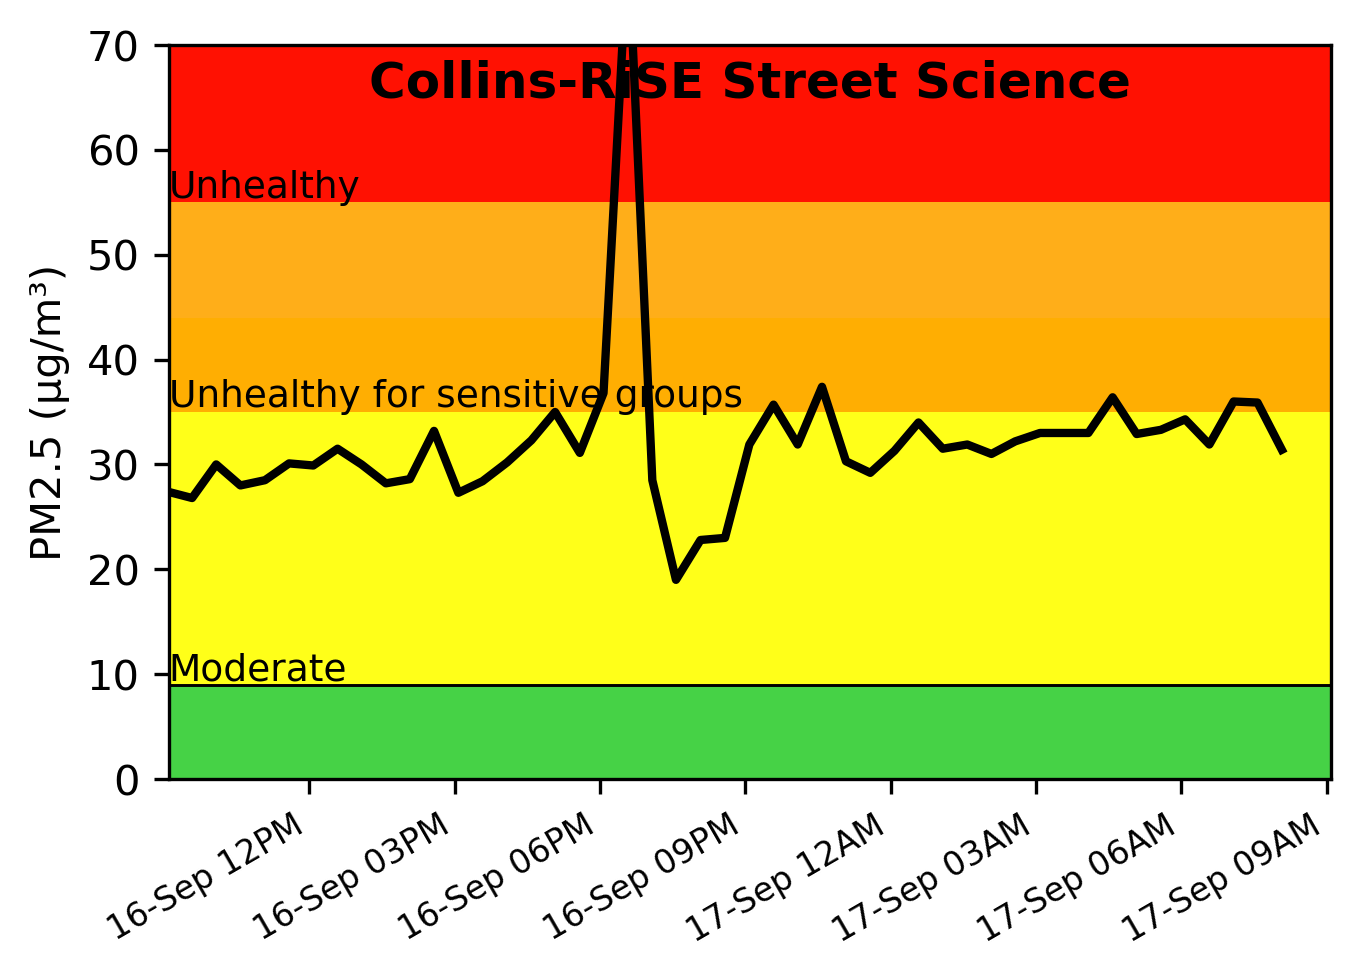 Collins-RiSE Street Science
70
60
50
40
30
20
10
0
PM2.5 (µg/m³)
Unhealthy
Unhealthy for sensitive groups
Moderate
16-Sep 12PM
16-Sep 03PM
16-Sep 06PM
16-Sep 09PM
17-Sep 12AM
17-Sep 03AM
17-Sep 06AM
17-Sep 09AM